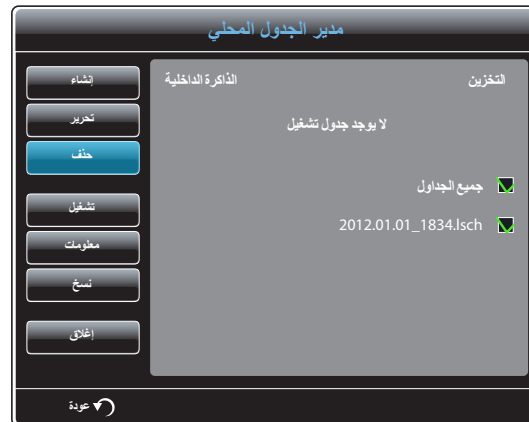 مدير الجدول المحلي
التخزين
الذاكرة الداخلية
لا يوجد جدول تشغيل
جميع الجداول
2012.01.01_1834.lsch
إنشاء
تحرير
حذف
تشغيل
معلومات
نسخ
إغلاق
عودة